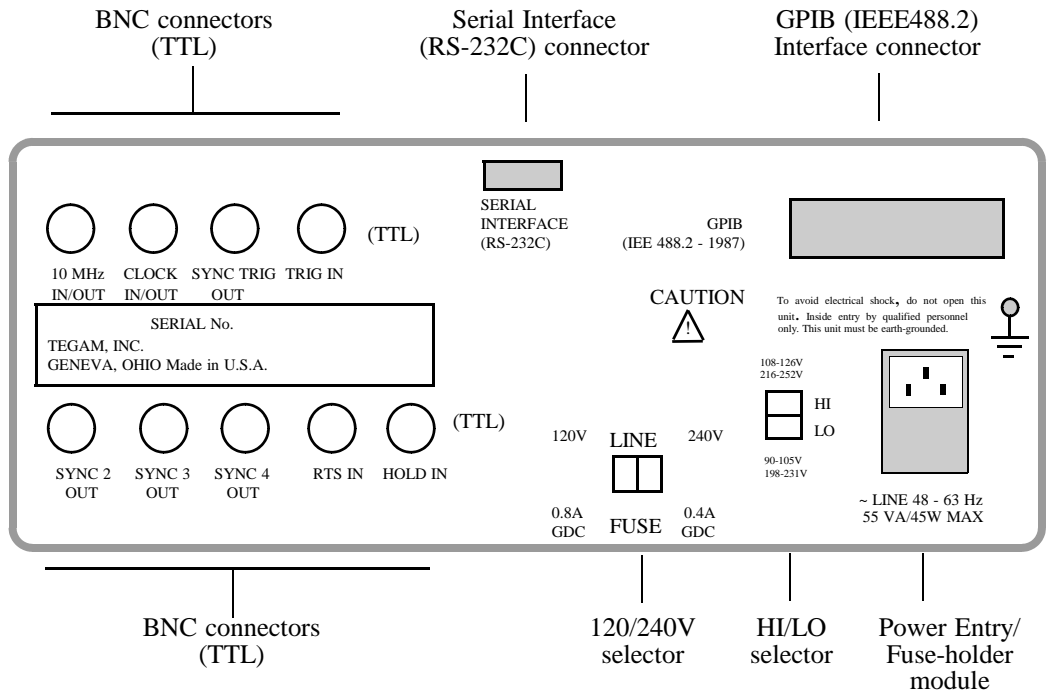 BNC connectors
(TTL)
Serial Interface
(RS-232C) connector
GPIB (IEEE488.2)
Interface connector
(TTL)
10 MHz
IN/OUT
CLOCK
IN/OUT
SYNC TRIG
OUT
TRIG IN
SERIAL
INTERFACE
(RS-232C)
GPIB
(IEE 488.2 - 1987)
CAUTION
!
To avoid electrical shock, do not open this
unit. Inside entry by qualified personnel
only. This unit must be earth-grounded.
SERIAL No.
TEGAM, INC.
GENEVA, OHIO Made in U.S.A.
(TTL)
SYNC 2
OUT
SYNC 3
OUT
SYNC 4
OUT
RTS IN
HOLD IN
120V
LINE
240V
0.8A
GDC
FUSE
0.4A
GDC
108-126V
216-252V
HI
LO
90-105V
198-231V
~ LINE 48 - 63 Hz
55 VA/45W MAX
BNC connectors
(TTL)
120/240V
selector
HI/LO
selector
Power Entry/
Fuse-holder
module